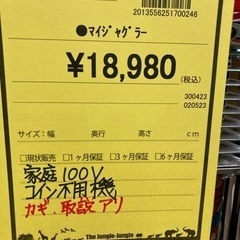 2013556251700246
●マイジャグラー
¥18,980(税込)
300423
020523
サイズ:幅 奥行 高さ cm
□現状販売 □1ヶ月保証 □3ヶ月保証 □6ヶ月保証
家庭100V
コイン不用機
カギ・取説アリ
The Jungle-Jungle